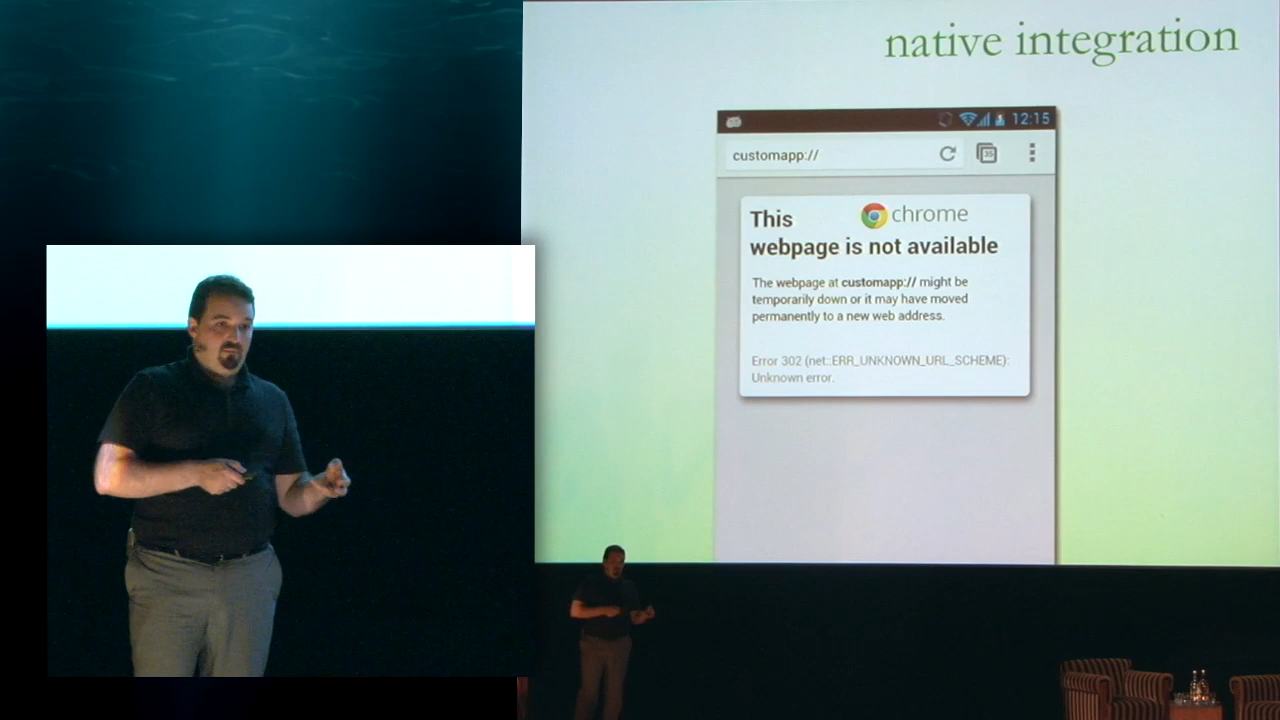 native integration
12:15
customapp://
35
This
chrome
webpage is not available
The webpage at customapp:// might be
temporarily down or it may have moved
permanently to a new web address.
Error 302 (net::ERR_UNKNOWN_URL_SCHEME):
Unknown error.